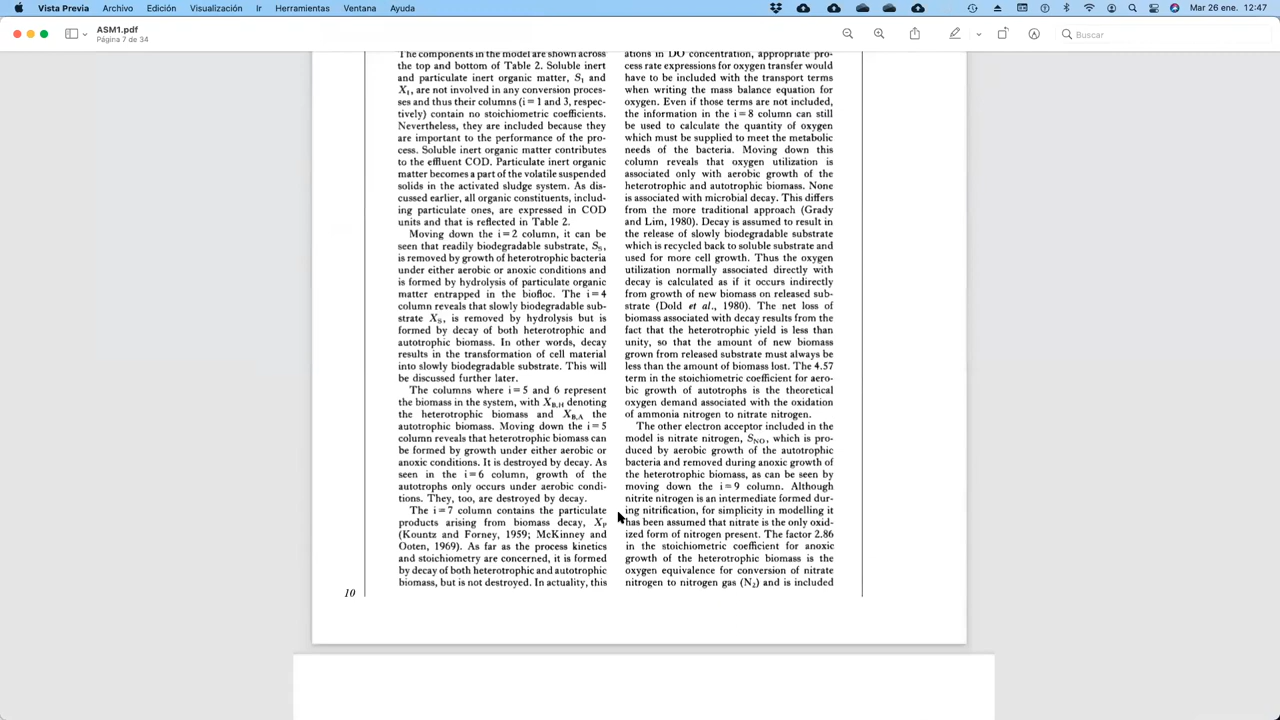 Vista Previa Archivo Edición Visualización Ir Herramientas Ventana Ayuda
Mar 26 ene. 12:47
ASM1.pdf
Página 7 de 34
Buscar
The components in the model are shown across
the top and bottom of Table 2. Soluble inert
and particulate inert organic matter, SI and
XI, are not involved in any conversion proces-
ses and thus their columns (i = 1 and 3, respec-
tively) contain no stoichiometric coefficients.
Nevertheless, they are included because they
are important to the performance of the pro-
cess. Soluble inert organic matter contributes
to the effluent COD. Particulate inert organic
matter becomes a part of the volatile suspended
solids in the activated sludge system. As dis-
cussed earlier, all organic constituents, includ-
ing particulate ones, are expressed in COD
units and that is reflected in Table 2.
Moving down the i = 2 column, it can be
seen that readily biodegradable substrate, SS,
is removed by growth of heterotrophic bacteria
under either aerobic or anoxic conditions and
is formed by hydrolysis of particulate organic
matter entrapped in the biofloc. The i = 4
column reveals that slowly biodegradable sub-
strate XS, is removed by hydrolysis but is
formed by decay of both heterotrophic and
autotrophic biomass. In other words, decay
results in the transformation of cell material
into slowly biodegradable substrate. This will
be discussed further later.
The columns where i = 5 and 6 represent
the biomass in the system, with XB,H denoting
the heterotrophic biomass and XB,A the
autotrophic biomass. Moving down the i = 5
column reveals that heterotrophic biomass can
be formed by growth under either aerobic or
anoxic conditions. It is destroyed by decay. As
seen in the i = 6 column, growth of the
autotrophs only occurs under aerobic condi-
tions. They, too, are destroyed by decay.
The i = 7 column contains the particulate
products arising from biomass decay, XP
(Kountz and Forney, 1959; McKinney and
Ooten, 1969). As far as the process kinetics
and stoichiometry are concerned, it is formed
by decay of both heterotrophic and autotrophic
biomass, but is not destroyed. In actuality, this
10
ations in DO concentration, appropriate pro-
cess rate expressions for oxygen transfer would
have to be included with the transport terms
when writing the mass balance equation for
oxygen. Even if those terms are not included,
the information in the i = 8 column can still
be used to calculate the quantity of oxygen
which must be supplied to meet the metabolic
needs of the bacteria. Moving down this
column reveals that oxygen utilization is
associated only with aerobic growth of the
heterotrophic and autotrophic biomass. None
is associated with microbial decay. This differs
from the more traditional approach (Grady
and Lim, 1980). Decay is assumed to result in
the release of slowly biodegradable substrate
which is recycled back to soluble substrate and
used for more cell growth. Thus the oxygen
utilization normally associated directly with
decay is calculated as if it occurs indirectly
from growth of new biomass on released sub-
strate (Dold et al., 1980). The net loss of
biomass associated with decay results from the
fact that the heterotrophic yield is less than
unity, so that the amount of new biomass
grown from released substrate must always be
less than the amount of biomass lost. The 4.57
term in the stoichiometric coefficient for aero-
bic growth of autotrophs is the theoretical
oxygen demand associated with the oxidation
of ammonia nitrogen to nitrate nitrogen.
The other electron acceptor included in the
model is nitrate nitrogen, SNO, which is pro-
duced by aerobic growth of the autotrophic
bacteria and removed during anoxic growth of
the heterotrophic biomass, as can be seen by
moving down the i = 9 column. Although
nitrite nitrogen is an intermediate formed dur-
ing nitrification, for simplicity in modelling it
has been assumed that nitrate is the only oxid-
ized form of nitrogen present. The factor 2.86
in the stoichiometric coefficient for anoxic
growth of the heterotrophic biomass is the
oxygen equivalence for conversion of nitrate
nitrogen to nitrogen gas (N2) and is included